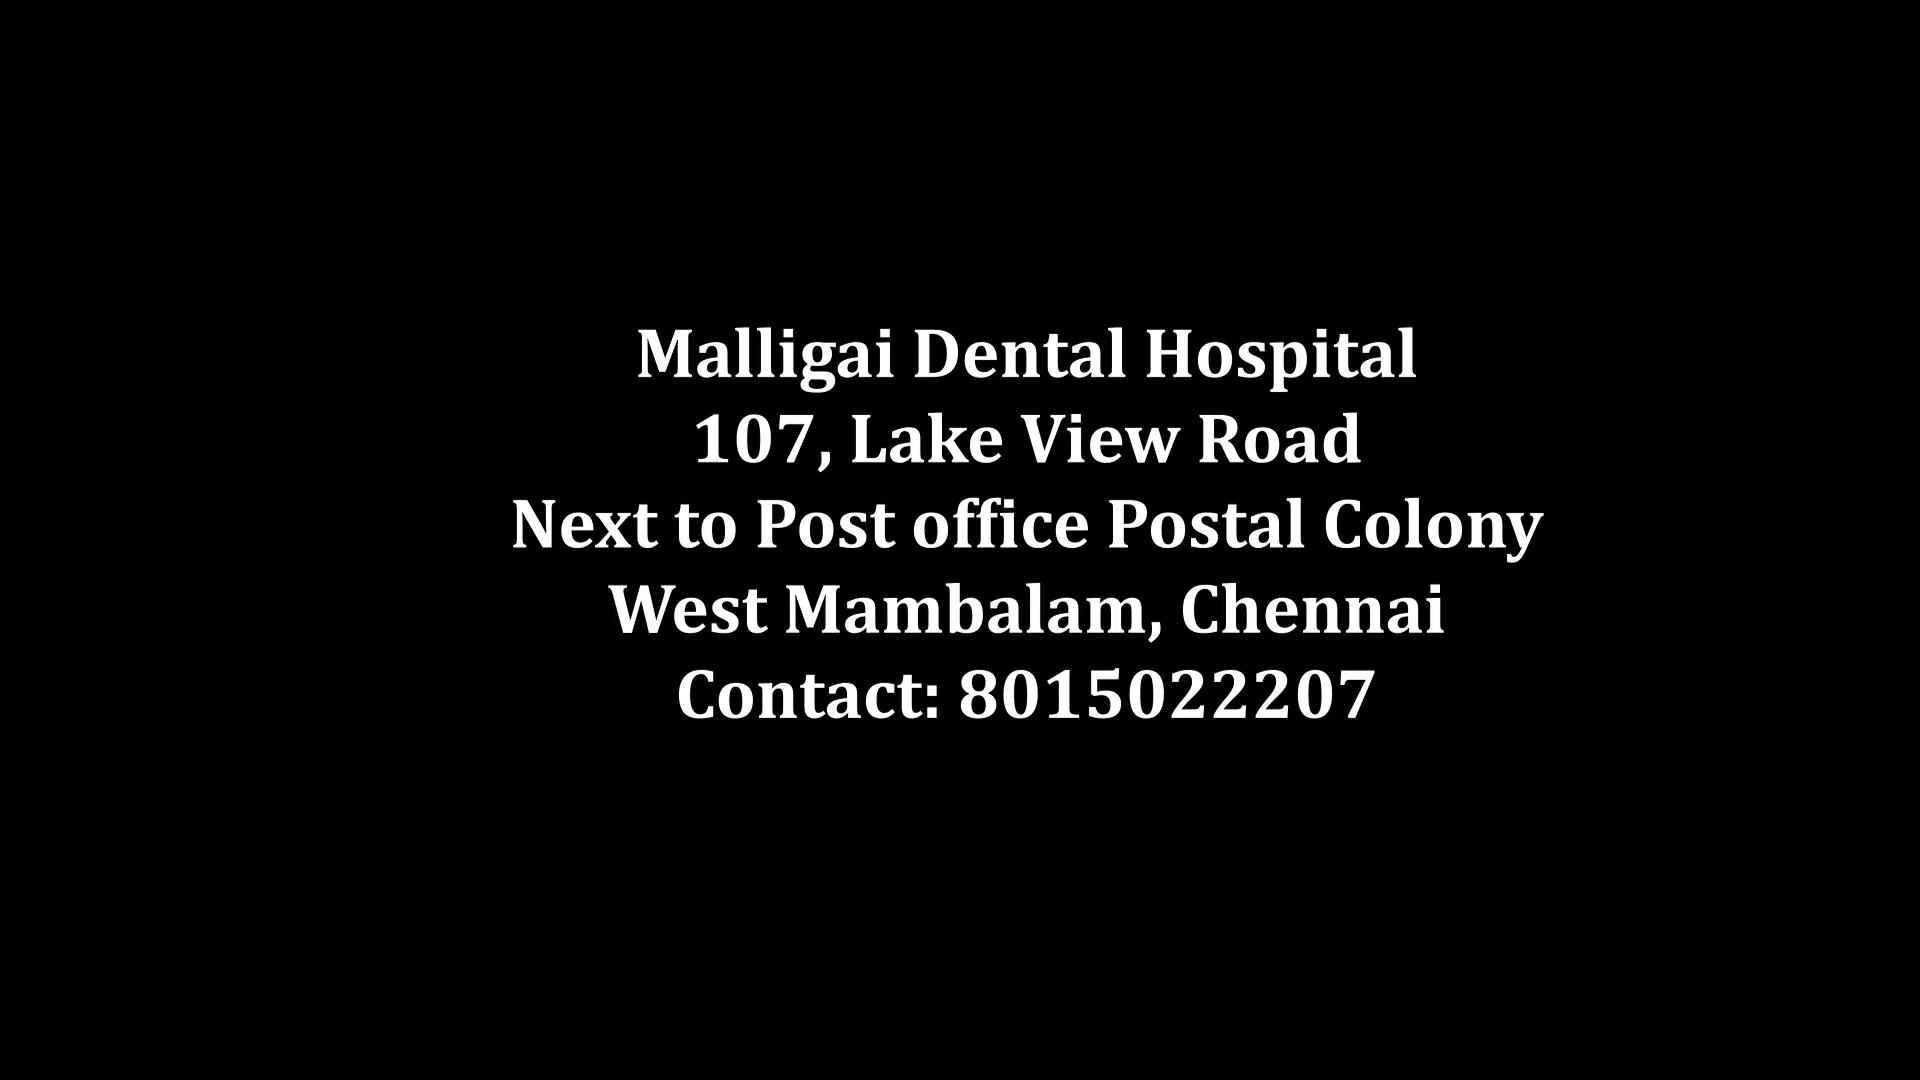 Malligai Dental Hospital
107, Lake View Road
Next to Post office Postal Colony
West Mambalam, Chennai
Contact: 8015022207